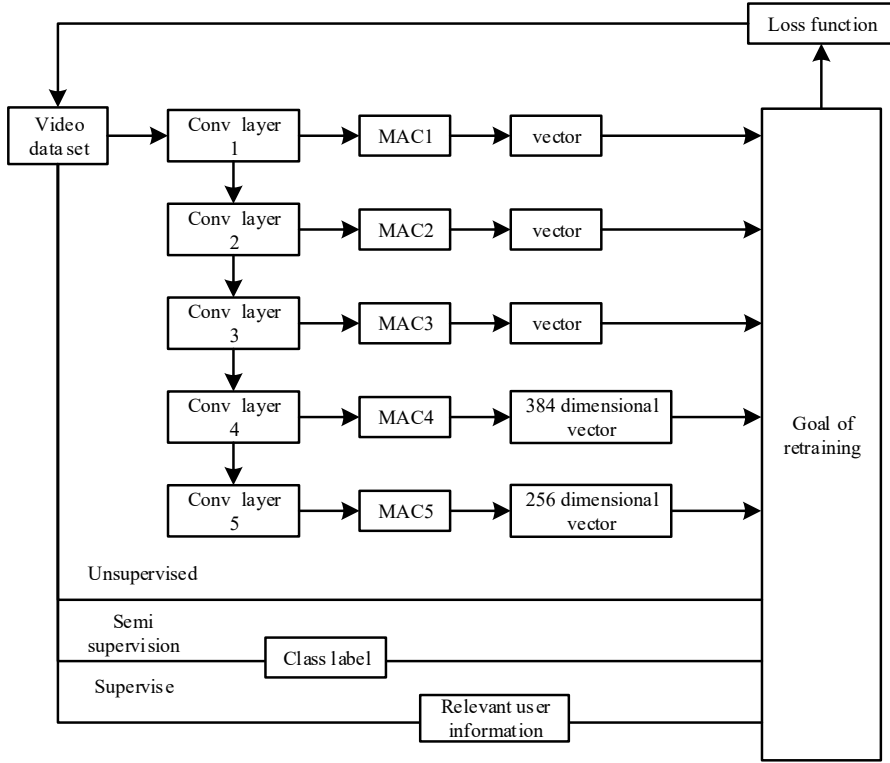 Loss function
Video
data set
Conv layer
1
MAC1
vector
Conv layer
2
MAC2
vector
Conv layer
3
MAC3
vector
Conv layer
4
MAC4
384 dimensional
vector
Goal of
retraining
Conv layer
5
MAC5
256 dimensional
vector
Unsupervised
Semi
supervision
Class label
Supervise
Relevant user
information